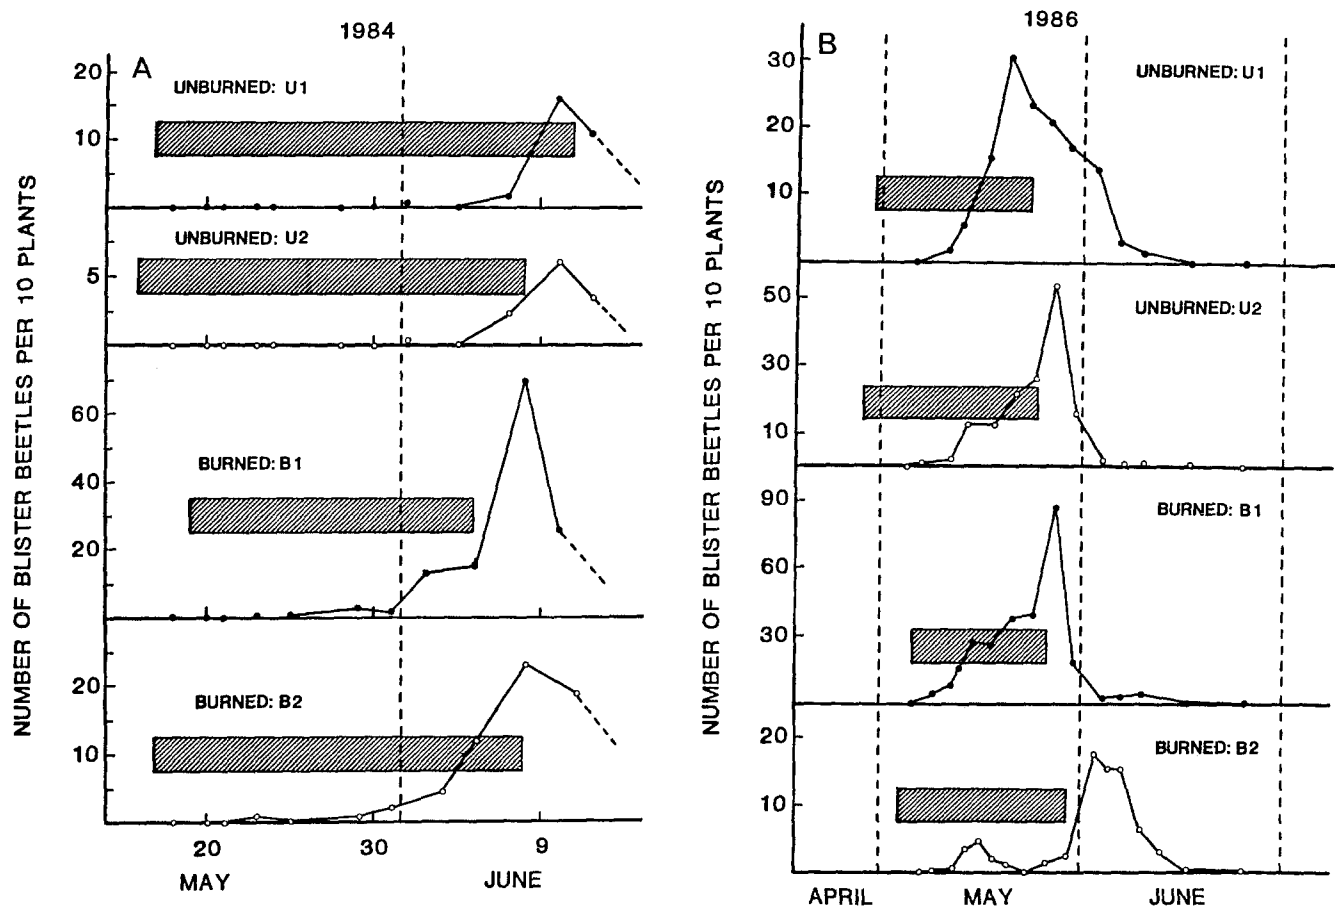 1984
A
NUMBER OF BLISTER BEETLES PER 10 PLANTS
UNBURNED: U1
20
10
UNBURNED: U2
5
BURNED: B1
60
40
20
BURNED: B2
20
10
20
30
9
MAY
JUNE
1986
B
NUMBER OF BLISTER BEETLES PER 10 PLANTS
UNBURNED: U1
30
20
10
UNBURNED: U2
50
30
10
BURNED: B1
90
60
30
BURNED: B2
20
10
APRIL
MAY
JUNE